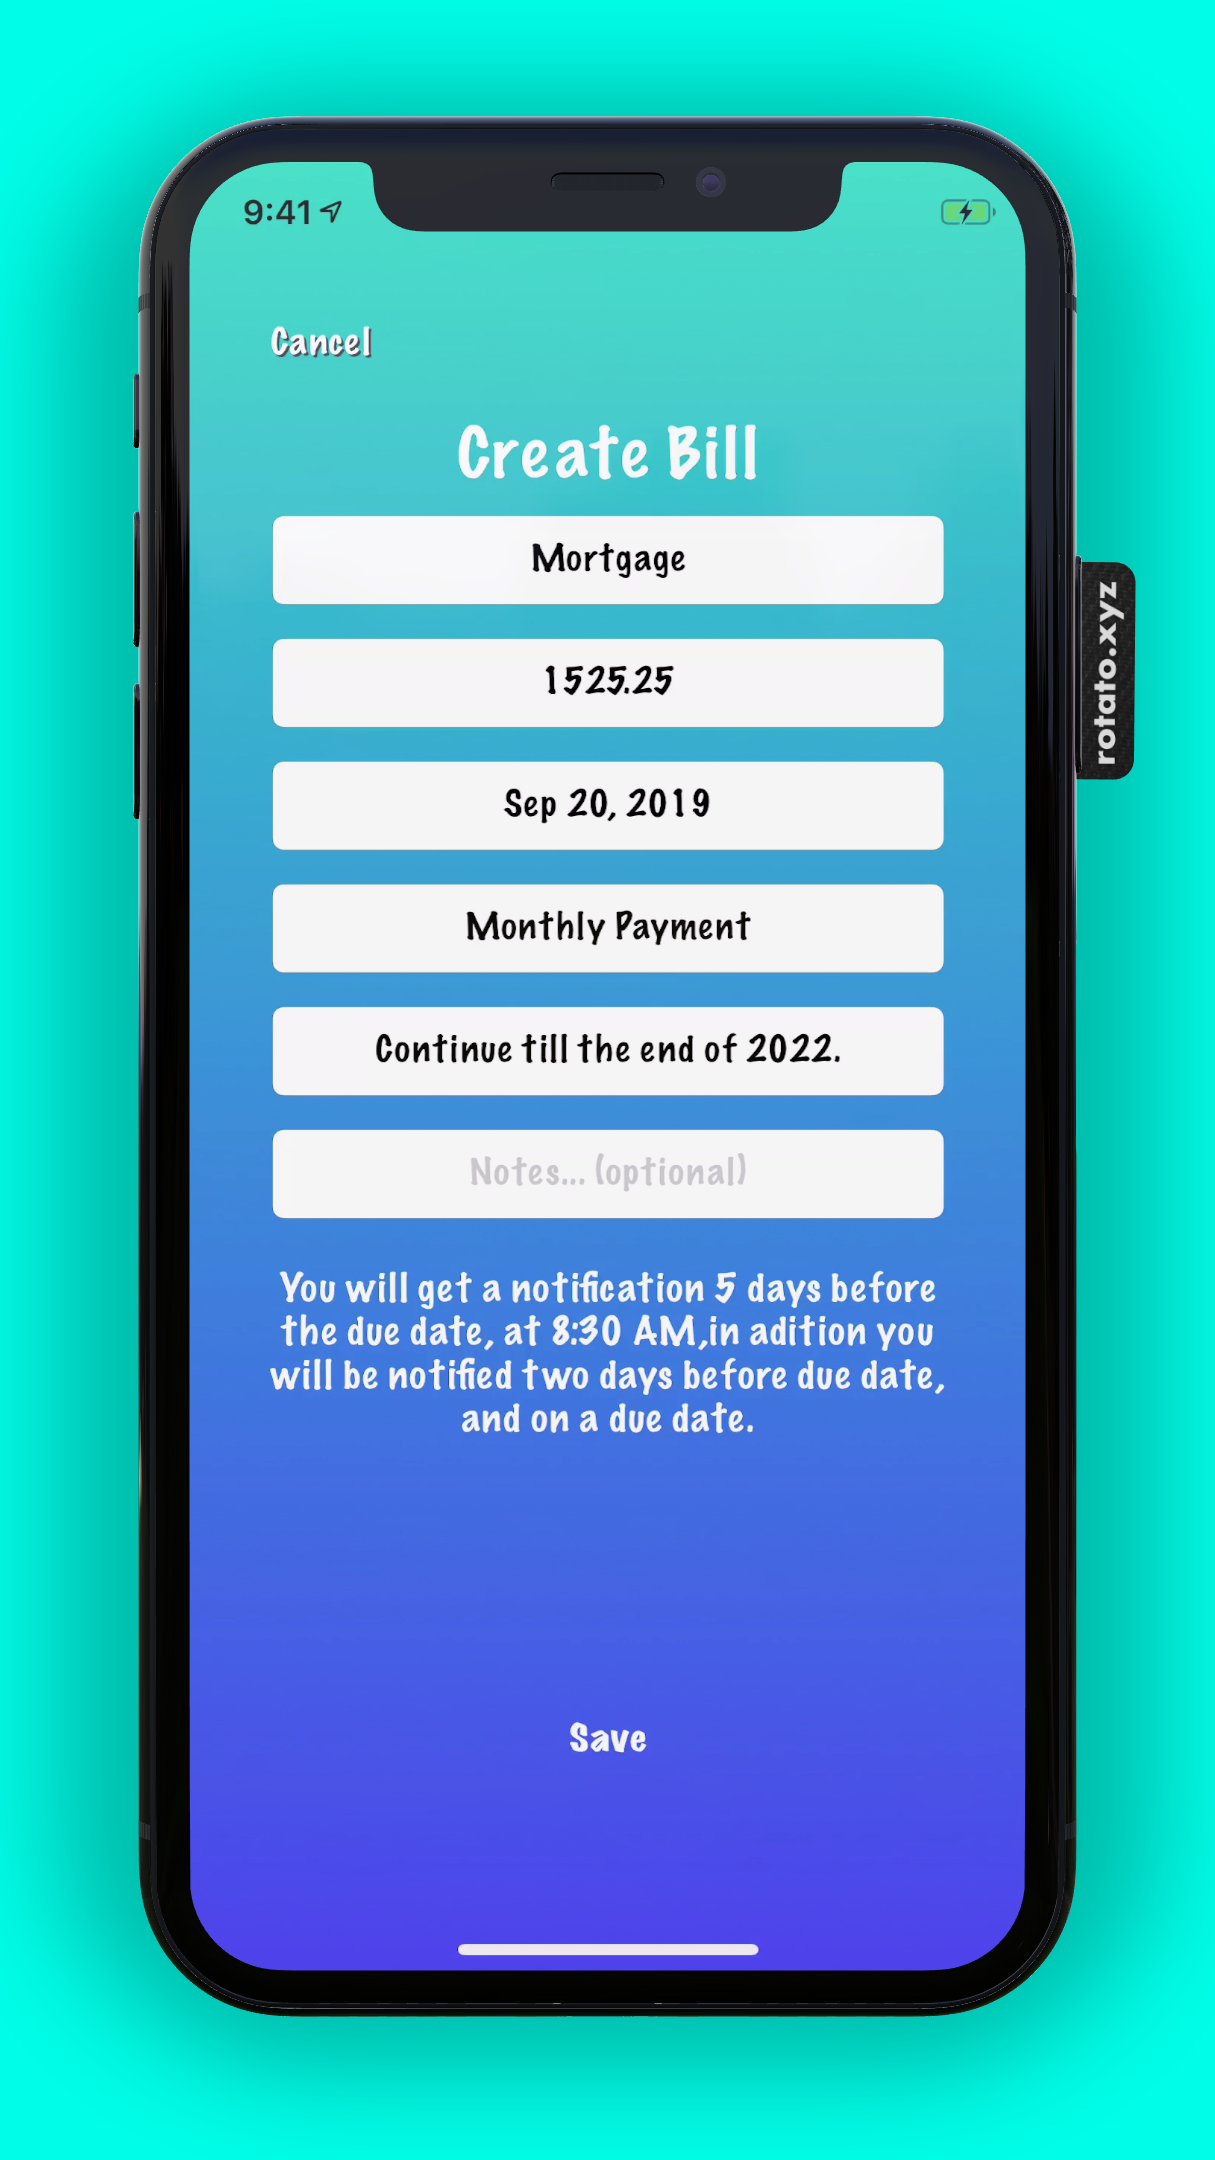 9:41
Cancel
Create Bill
Mortgage
1525.25
Sep 20, 2019
Monthly Payment
Continue till the end of 2022.
Notes... (optional)
You will get a notification 5 days before
the due date, at 8:30 AM,in adition you
will be notified two days before due date,
and on a due date.
Save
rotato.xyz